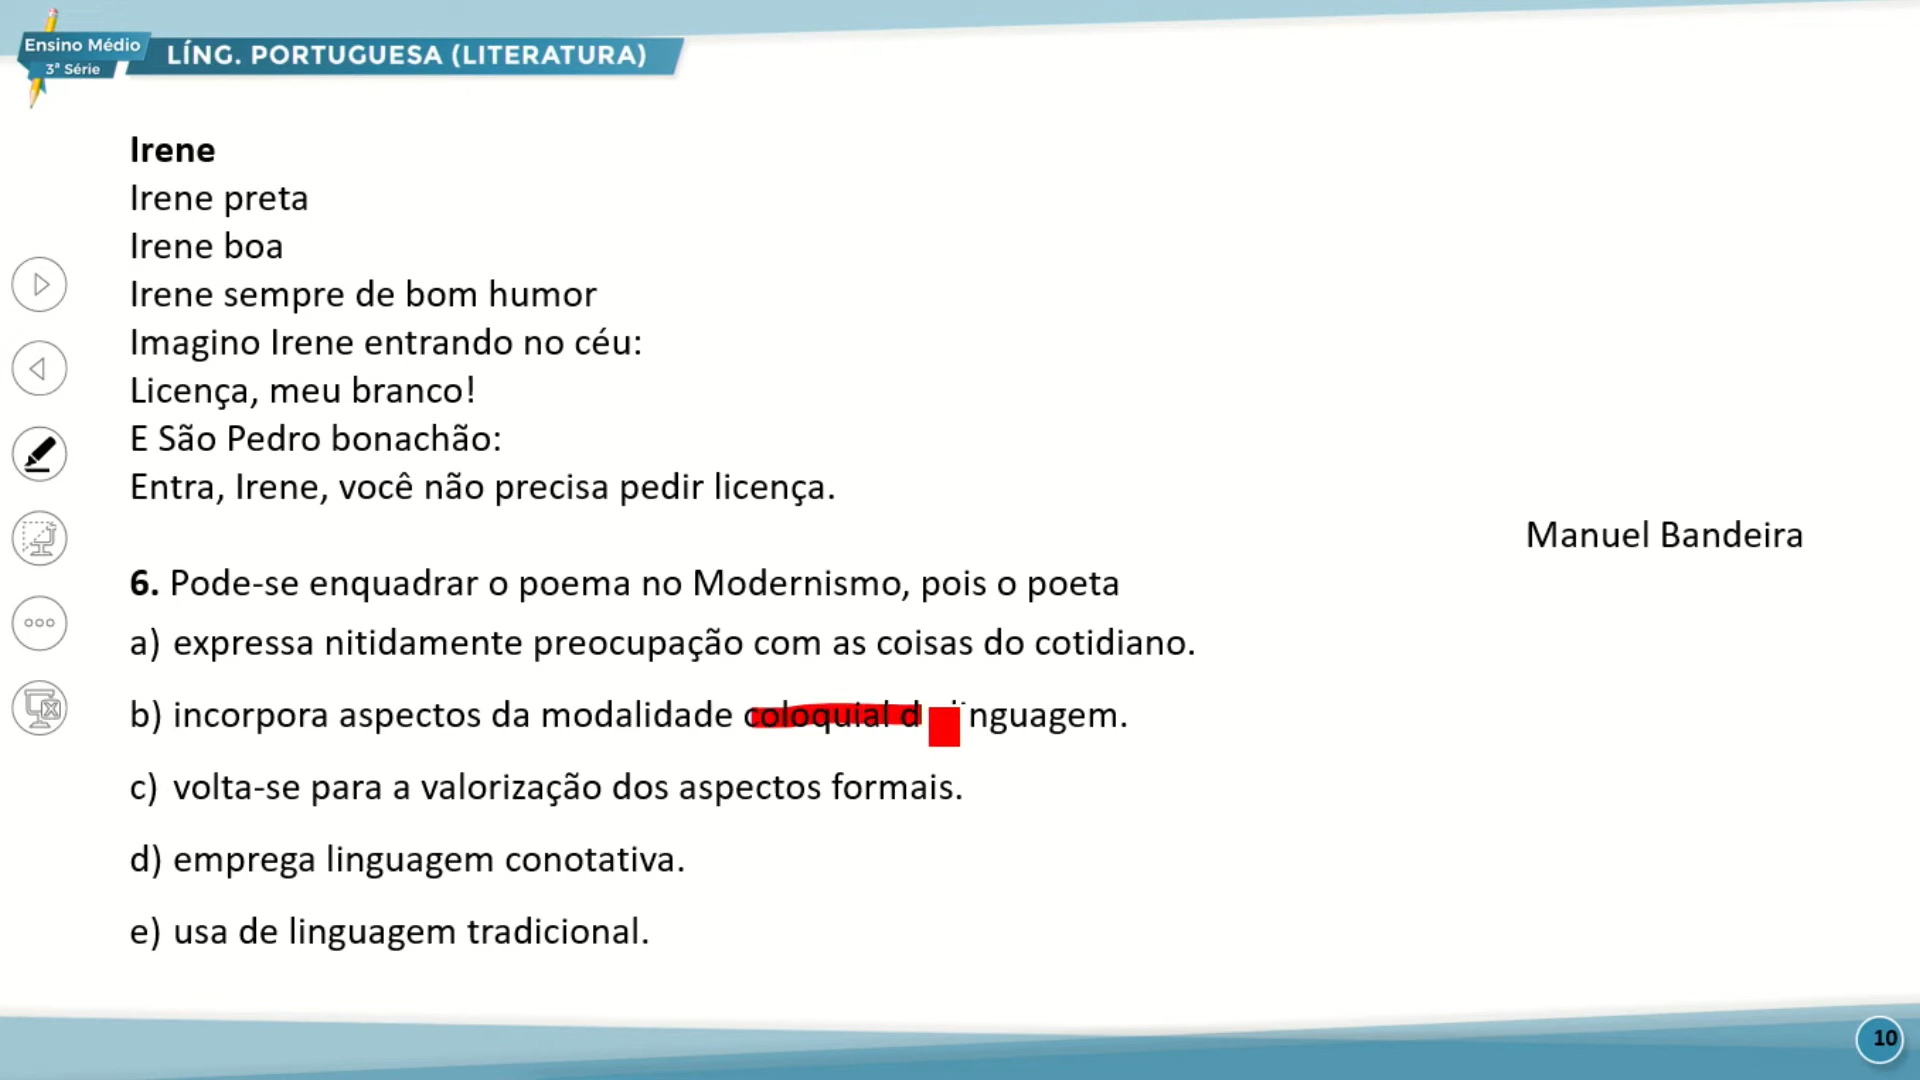 Ensino Médio
3ª Série
LÍNG. PORTUGUESA (LITERATURA)
Irene
Irene preta
Irene boa
Irene sempre de bom humor
Imagino Irene entrando no céu:
Licença, meu branco!
E São Pedro bonachão:
Entra, Irene, você não precisa pedir licença.
Manuel Bandeira
6. Pode-se enquadrar o poema no Modernismo, pois o poeta
a) expressa nitidamente preocupação com as coisas do cotidiano.
b) incorpora aspectos da modalidade coloquial da linguagem.
c) volta-se para a valorização dos aspectos formais.
d) emprega linguagem conotativa.
e) usa de linguagem tradicional.
10